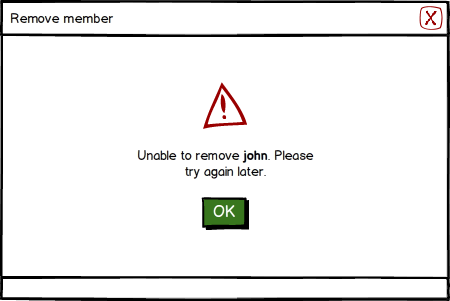 Remove member
Unable to remove john. Please
try again later.
OK